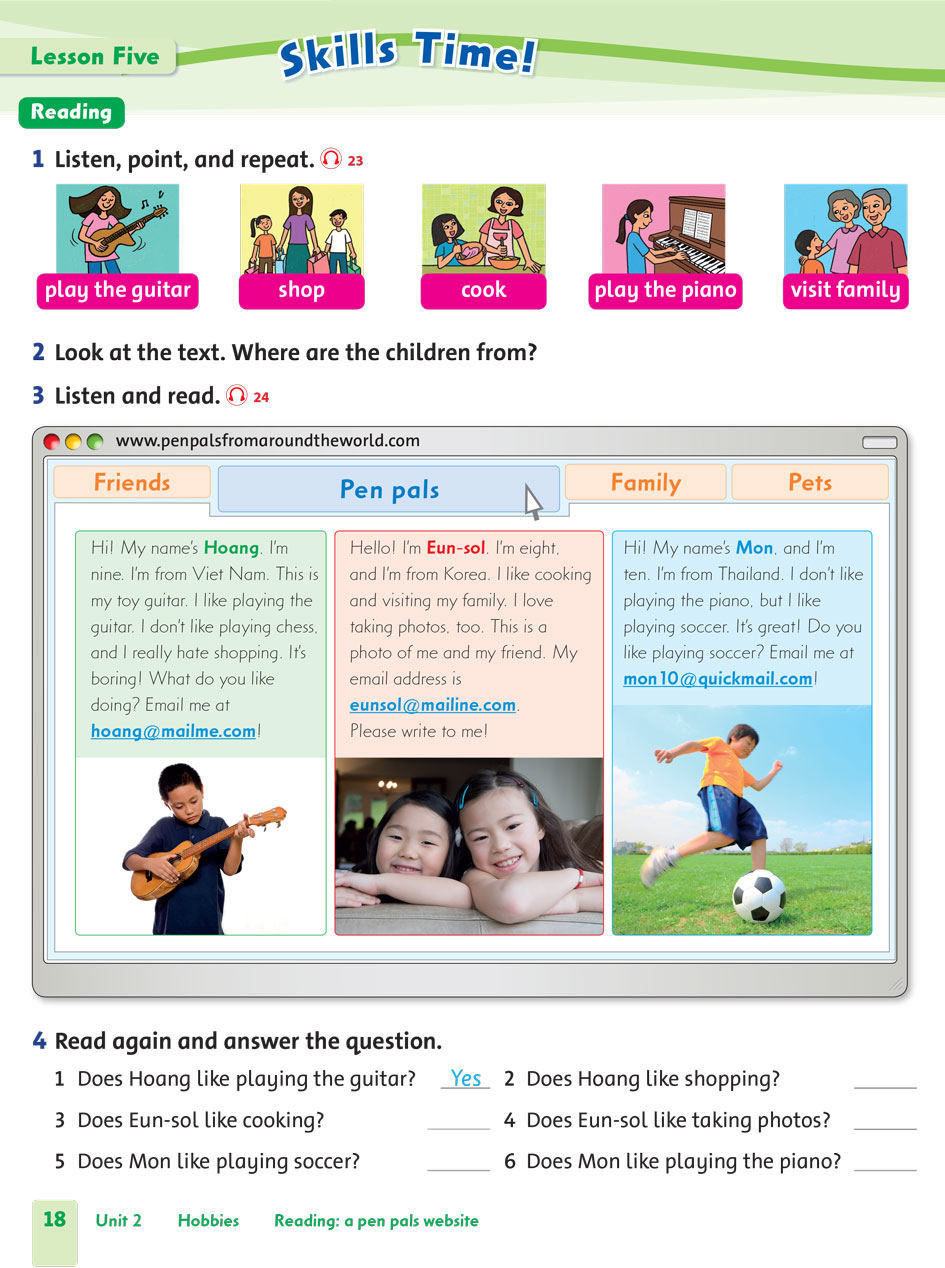 Lesson Five
Skills Time!
Reading
1 Listen, point, and repeat. 23
play the guitar
shop
cook
play the piano
visit family
2 Look at the text. Where are the children from?
3 Listen and read. 24
www.penpalsfromaroundtheworld.com
Friends
Pen pals
Family
Pets
Hi! My name's Hoang. I'm
nine. I'm from Viet Nam. This is
my toy guitar. I like playing the
guitar. I don't like playing chess,
and I really hate shopping. It's
boring! What do you like
doing? Email me at
hoang@mailme.com!
Hello! I'm Eun-sol. I'm eight,
and I'm from Korea. I like cooking
and visiting my family. I love
taking photos, too. This is a
photo of me and my friend. My
email address is
eunsol@mailine.com.
Please write to me!
Hi! My name's Mon, and I'm
ten. I'm from Thailand. I don't like
playing the piano, but I like
playing soccer. It's great! Do you
like playing soccer? Email me at
mon10@quickmail.com!
4 Read again and answer the question.
1 Does Hoang like playing the guitar? Yes
2 Does Hoang like shopping?
3 Does Eun-sol like cooking?
4 Does Eun-sol like taking photos?
5 Does Mon like playing soccer?
6 Does Mon like playing the piano?
18 Unit 2 Hobbies Reading: a pen pals website